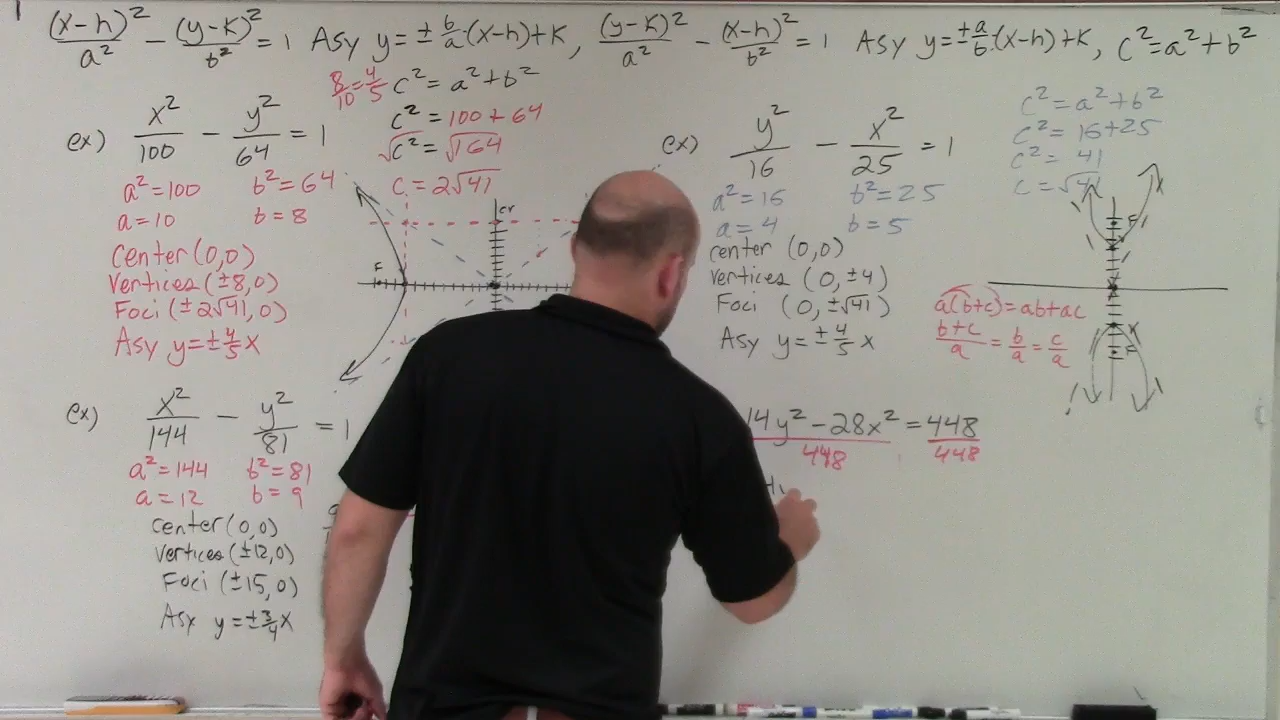 (x-h)²/a² - (y-k)²/b² = 1 Asy y = ± b/a (x-h)+k, (y-k)²/a² - (x-h)²/b² = 1 Asy y = ± a/b (x-h)+k, c² = a² + b²
ex) x²/100 - y²/64 = 1
a² = 100 b² = 64
a = 10 b = 8
center (0,0)
vertices (±8, 0)
Foci (±2√41, 0)
Asy y = ± 4/5 x
8/10 = 4/5
c² = a² + b²
c² = 100 + 64
√c² = √164
c = 2√41
CV
F
ex) y²/16 - x²/25 = 1
a² = 16 b² = 25
a = 4 b = 5
center (0,0)
vertices (0, ±4)
Foci (0, ±√41)
Asy y = ± 4/5 x
c² = a² + b²
c² = 16+25
c² = 41
c = √41
F
F
a(b+c) = ab+ac
b+c/a = b/a = c/a
ex) x²/144 - y²/81 = 1
a² = 144 b² = 81
a = 12 b = 9
center (0,0)
vertices (±12, 0)
Foci (±15, 0)
Asy y = ± 3/4 x
14y² - 28x² = 448
448 448